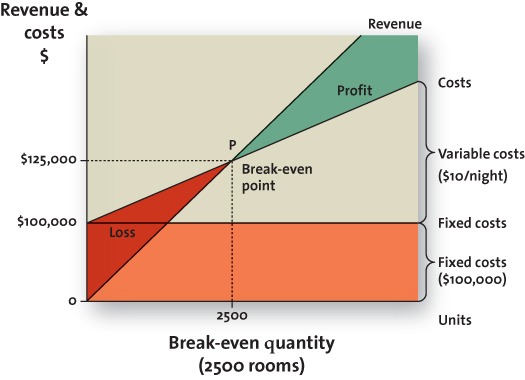 Revenue &
costs
$
Revenue
Costs
Profit
P
$125,000
Break-even
point
Variable costs
($10/night)
$100,000
Fixed costs
Loss
Fixed costs
($100,000)
0
2500
Units
Break-even quantity
(2500 rooms)